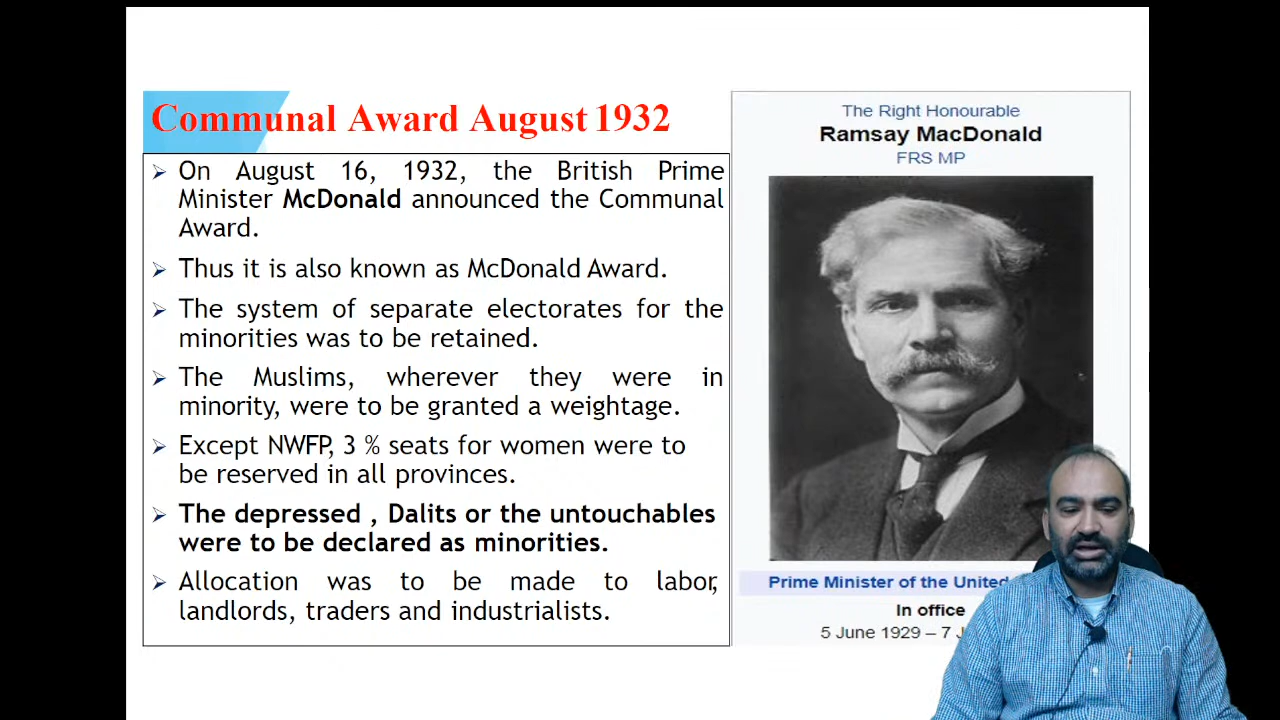 Communal Award August 1932
On August 16, 1932, the British Prime
Minister McDonald announced the Communal
Award.
Thus it is also known as McDonald Award.
The system of separate electorates for the
minorities was to be retained.
The Muslims, wherever they were in
minority, were to be granted a weightage.
Except NWFP, 3 % seats for women were to
be reserved in all provinces.
The depressed , Dalits or the untouchables
were to be declared as minorities.
Allocation was to be made to labor,
landlords, traders and industrialists.
The Right Honourable
Ramsay MacDonald
FRS MP
Prime Minister of the United
In office
5 June 1929 – 7 J